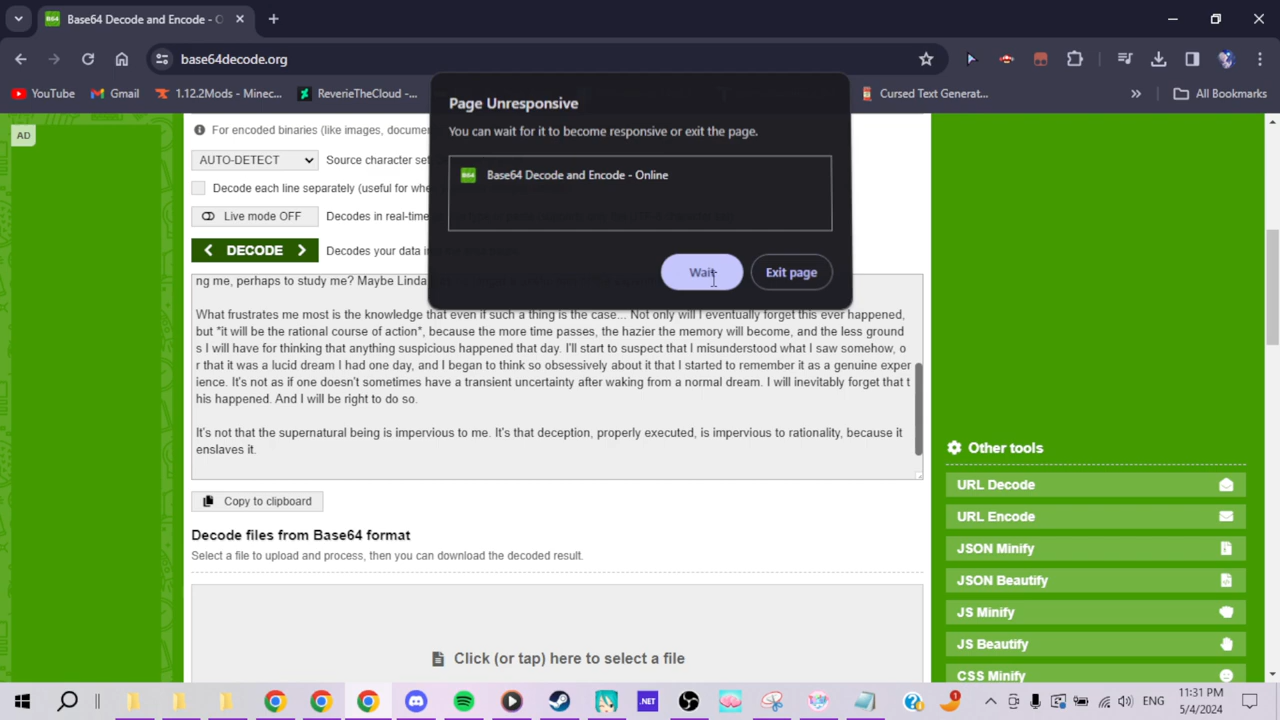 Base64 Decode and Encode - O
base64decode.org
YouTube
Gmail
1.12.2Mods - Minec...
ReverieTheCloud -...
Cursed Text Generat...
All Bookmarks
AD
For encoded binaries (like images, documen
AUTO-DETECT
Source character set
Decode each line separately (useful for whe
Live mode OFF
Decodes in real-time
DECODE
Decodes your data in
Page Unresponsive
You can wait for it to become responsive or exit the page.
B64 Base64 Decode and Encode - Online
Wait
Exit page
ng me, perhaps to study me? Maybe Linda
What frustrates me most is the knowledge that even if such a thing is the case... Not only will I eventually forget this ever happened,
but *it will be the rational course of action*, because the more time passes, the hazier the memory will become, and the less ground
s I will have for thinking that anything suspicious happened that day. I'll start to suspect that I misunderstood what I saw somehow, o
r that it was a lucid dream I had one day, and I began to think so obsessively about it that I started to remember it as a genuine exper
ience. It's not as if one doesn't sometimes have a transient uncertainty after waking from a normal dream. I will inevitably forget that t
his happened. And I will be right to do so.
It's not that the supernatural being is impervious to me. It's that deception, properly executed, is impervious to rationality, because it
enslaves it.
Copy to clipboard
Decode files from Base64 format
Select a file to upload and process, then you can download the decoded result.
Click (or tap) here to select a file
Other tools
URL Decode
URL Encode
JSON Minify
JSON Beautify
JS Minify
JS Beautify
CSS Minify
.NET
1
ENG
11:31 PM
5/4/2024